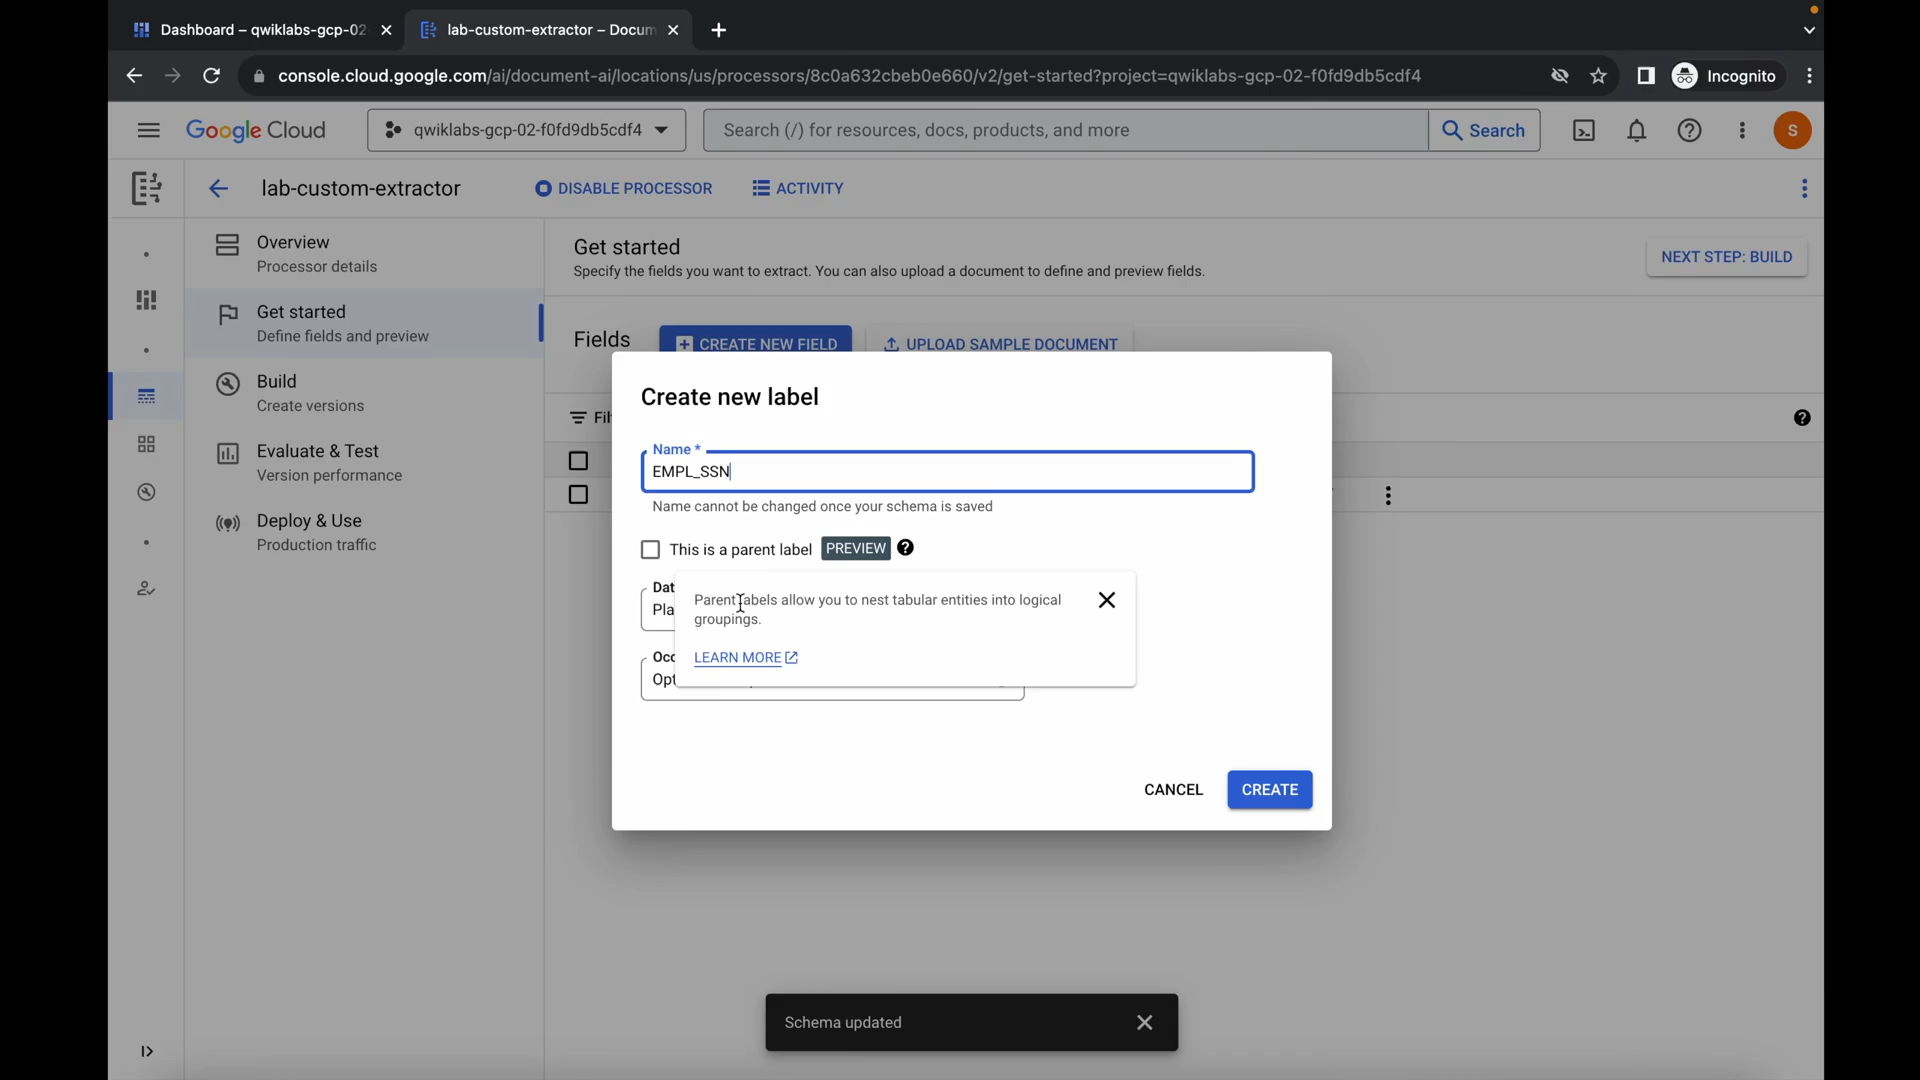 Dashboard – qwiklabs-gcp-02
lab-custom-extractor – Docum
console.cloud.google.com/ai/document-ai/locations/us/processors/8c0a632cbeb0e660/v2/get-started?project=qwiklabs-gcp-02-f0fd9db5cdf4
Incognito
Google Cloud
qwiklabs-gcp-02-f0fd9db5cdf4
Search (/) for resources, docs, products, and more
Search
S
lab-custom-extractor
DISABLE PROCESSOR
ACTIVITY
Overview
Processor details
Get started
Define fields and preview
Build
Create versions
Evaluate & Test
Version performance
Deploy & Use
Production traffic
Get started
Specify the fields you want to extract. You can also upload a document to define and preview fields.
NEXT STEP: BUILD
Fields
CREATE NEW FIELD
UPLOAD SAMPLE DOCUMENT
Fil
Create new label
Name *
EMPL_SSN
Name cannot be changed once your schema is saved
This is a parent label PREVIEW
Dat
Pla
Parent labels allow you to nest tabular entities into logical
groupings.
LEARN MORE
Occ
Opt
CANCEL
CREATE
Schema updated